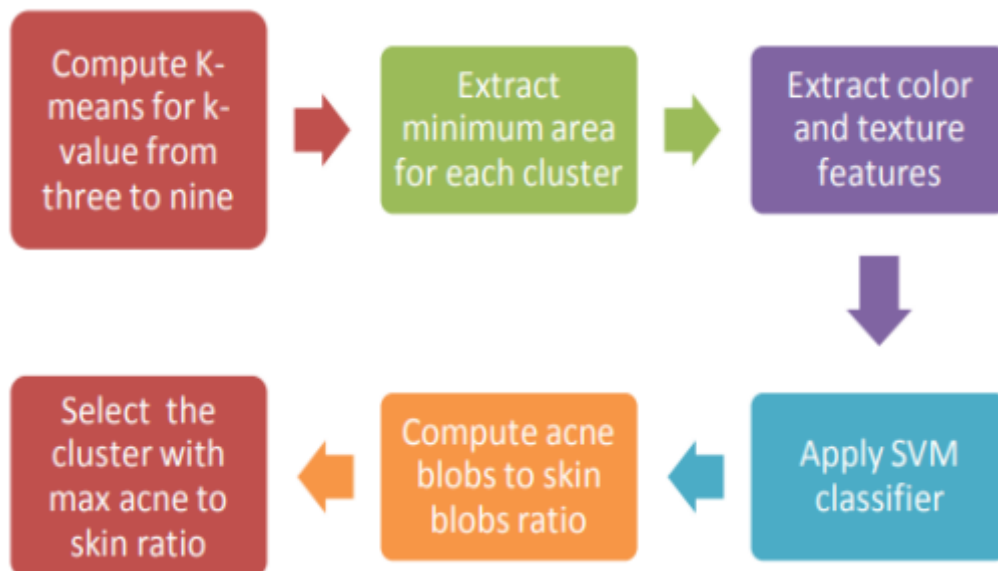 Compute K-
means for k-
value from
three to nine
Extract
minimum area
for each cluster
Extract color
and texture
features
Apply SVM
classifier
Compute acne
blobs to skin
blobs ratio
Select the
cluster with
max acne to
skin ratio